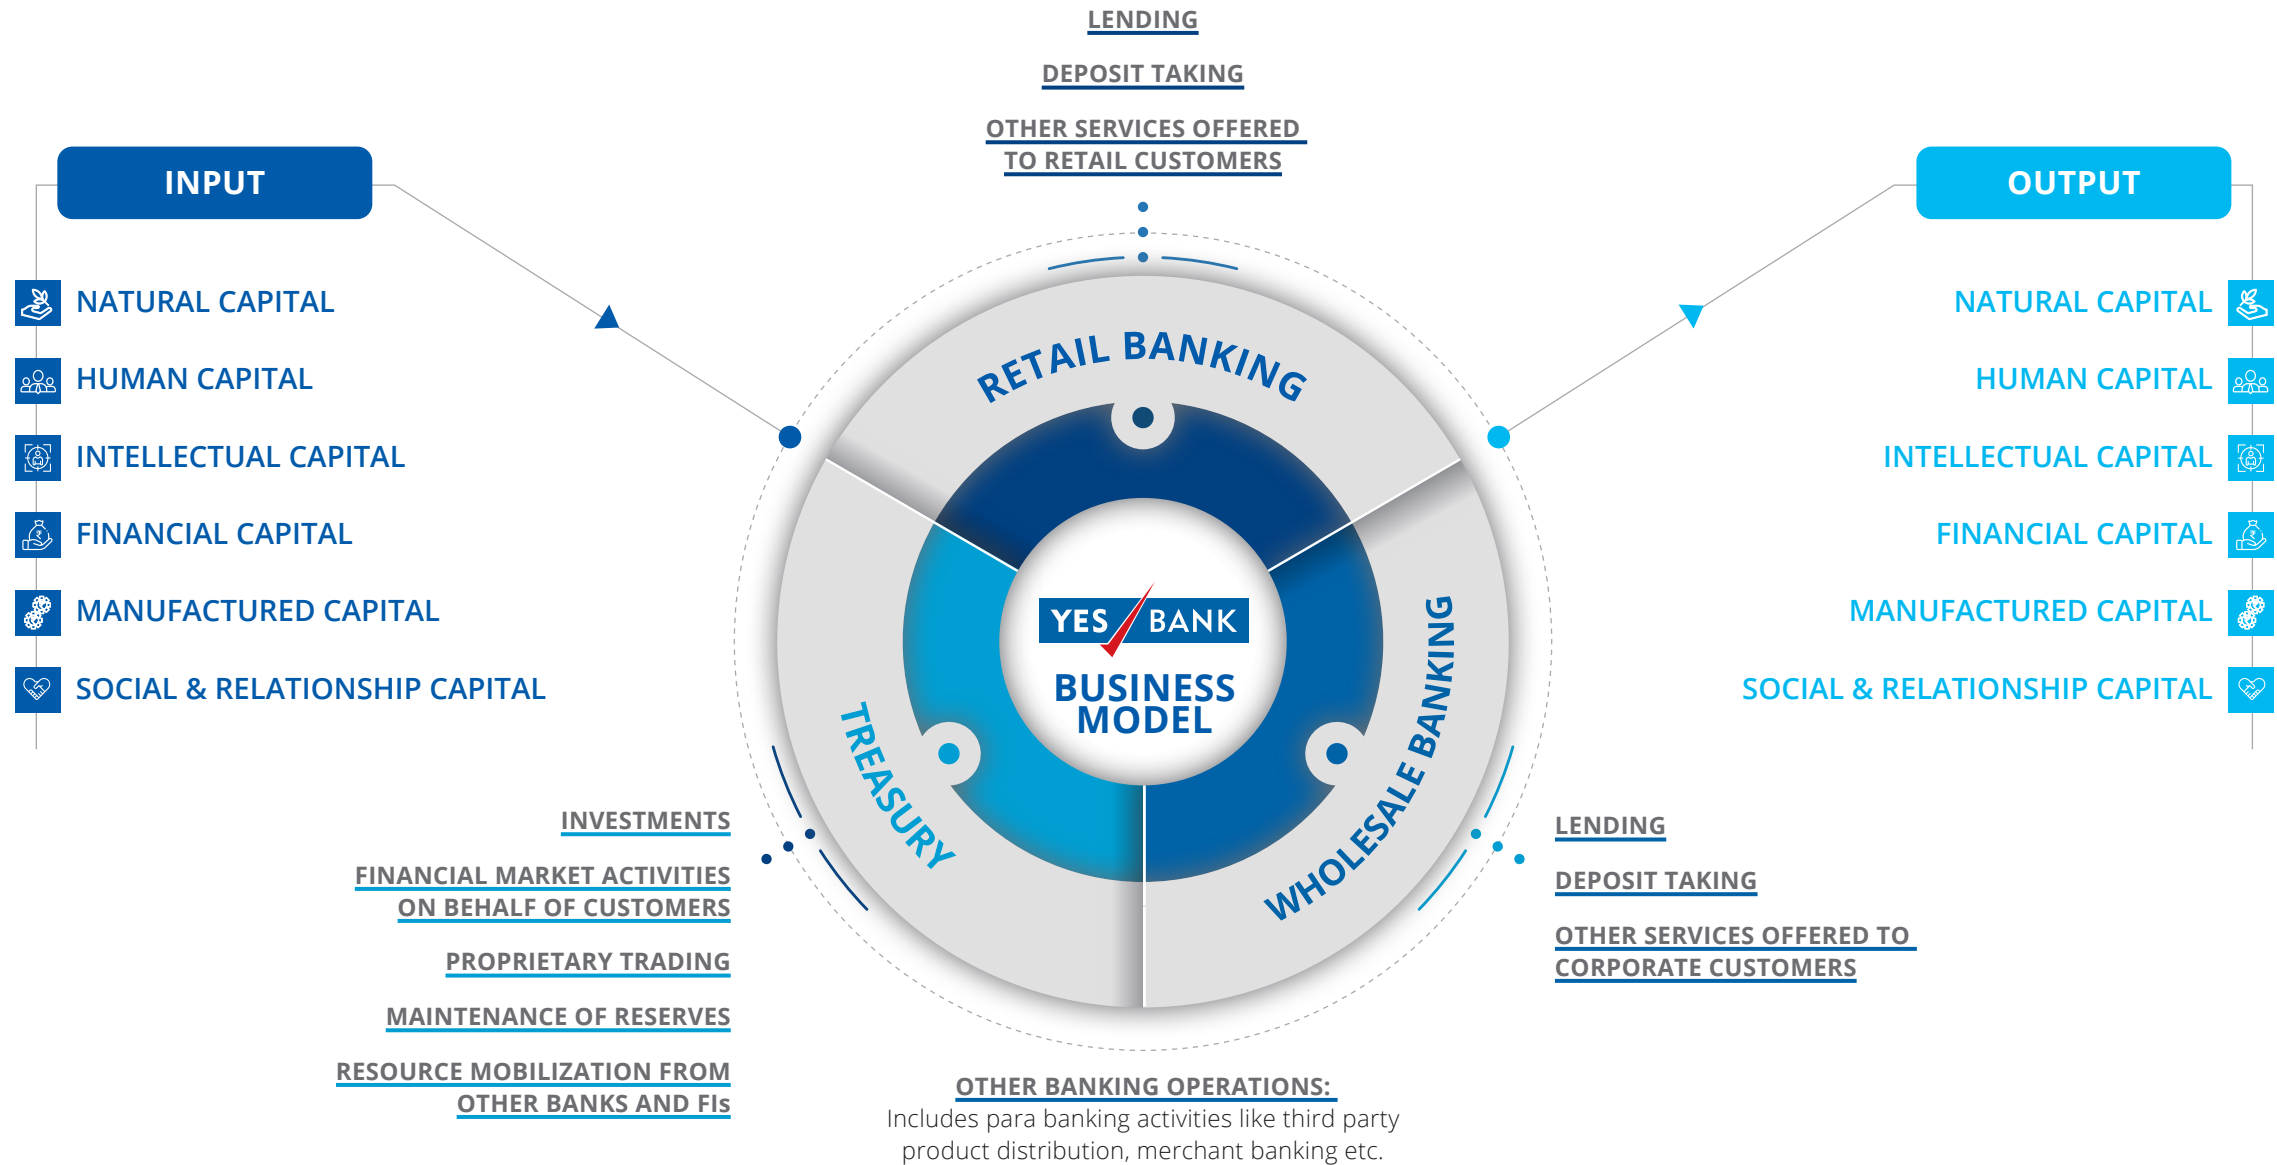 LENDING
DEPOSIT TAKING
OTHER SERVICES OFFERED
TO RETAIL CUSTOMERS
INPUT
NATURAL CAPITAL
HUMAN CAPITAL
INTELLECTUAL CAPITAL
FINANCIAL CAPITAL
MANUFACTURED CAPITAL
SOCIAL & RELATIONSHIP CAPITAL
RETAIL BANKING
YES BANK
BUSINESS
MODEL
TREASURY
WHOLESALE BANKING
OUTPUT
NATURAL CAPITAL
HUMAN CAPITAL
INTELLECTUAL CAPITAL
FINANCIAL CAPITAL
MANUFACTURED CAPITAL
SOCIAL & RELATIONSHIP CAPITAL
INVESTMENTS
FINANCIAL MARKET ACTIVITIES
ON BEHALF OF CUSTOMERS
PROPRIETARY TRADING
MAINTENANCE OF RESERVES
RESOURCE MOBILIZATION FROM
OTHER BANKS AND FIs
LENDING
DEPOSIT TAKING
OTHER SERVICES OFFERED TO
CORPORATE CUSTOMERS
OTHER BANKING OPERATIONS:
Includes para banking activities like third party
product distribution, merchant banking etc.